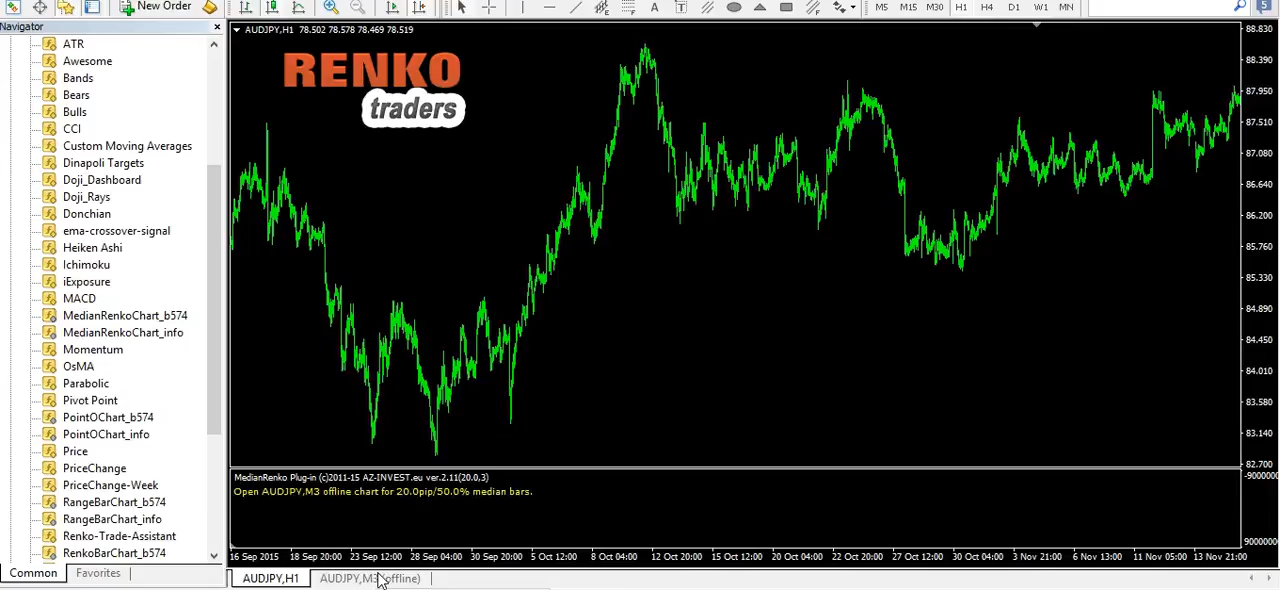 New Order
A
T
M5
M15
M30
H1
H4
D1
W1
MN
5
Navigator
ATR
Awesome
Bands
Bears
Bulls
CCI
Custom Moving Averages
Dinapoli Targets
Doji_Dashboard
Doji_Rays
Donchian
ema-crossover-signal
Heiken Ashi
Ichimoku
iExposure
MACD
MedianRenkoChart_b574
MedianRenkoChart_info
Momentum
OsMA
Parabolic
Pivot Point
PointOChart_b574
PointOChart_info
Price
PriceChange
PriceChange-Week
RangeBarChart_b574
RangeBarChart_info
Renko-Trade-Assistant
RenkoBarChart_b574
Common
Favorites
AUDJPY,H1 78.502 78.578 78.469 78.519
RENKO
traders
88.830
88.390
87.950
87.510
87.080
86.640
86.200
85.760
85.330
84.890
84.450
84.010
83.580
83.140
82.700
MedianRenko Plug-in (c)2011-15 AZ-INVEST.eu ver.2.11(20.0,3)
Open AUDJPY,M3 offline chart for 20.0pip/50.0% median bars.
16 Sep 2015
18 Sep 20:00
23 Sep 12:00
28 Sep 04:00
30 Sep 20:00
5 Oct 12:00
8 Oct 04:00
12 Oct 20:00
15 Oct 12:00
20 Oct 04:00
22 Oct 20:00
27 Oct 12:00
30 Oct 04:00
3 Nov 21:00
6 Nov 13:00
11 Nov 05:00
13 Nov 21:00
AUDJPY,H1